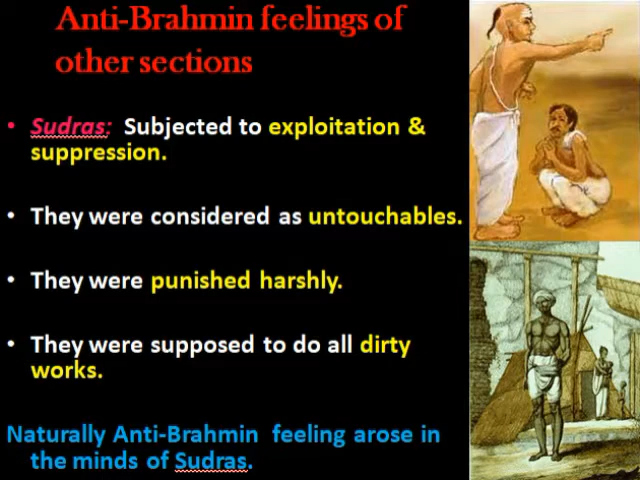 Anti-Brahmin feelings of
other sections
• Sudras: Subjected to exploitation &
suppression.
• They were considered as untouchables.
• They were punished harshly.
• They were supposed to do all dirty
works.
Naturally Anti-Brahmin feeling arose in
the minds of Sudras.